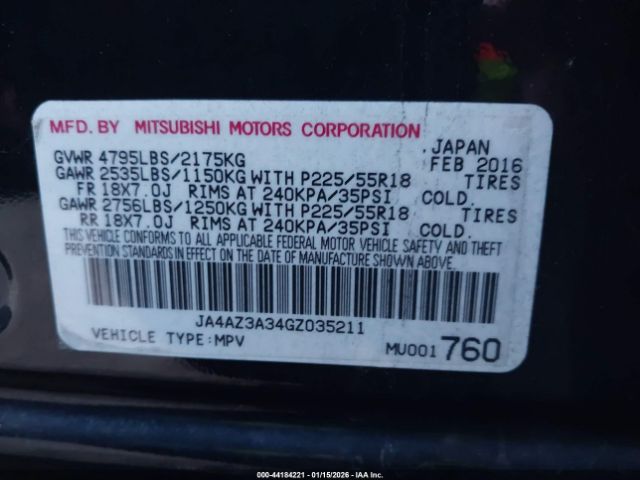 MFD. BY MITSUBISHI MOTORS CORPORATION
JAPAN
GVWR 4795LBS/2175KG FEB 2016
GAWR 2535LBS/1150KG WITH P225/55R18 TIRES
FR 18X7.0J RIMS AT 240KPA/35PSI COLD.
GAWR 2756LBS/1250KG WITH P225/55R18 TIRES
RR 18X7.0J RIMS AT 240KPA/35PSI COLD.
THIS VEHICLE CONFORMS TO ALL APPLICABLE FEDERAL MOTOR VEHICLE SAFETY AND THEFT PREVENTION
STANDARDS IN EFFECT ON THE DATE OF MANUFACTURE SHOWN ABOVE.
JA4AZ3A34GZ035211
VEHICLE TYPE:MPV MU001 760
000-44184221 - 01/15/2026 - IAA Inc.